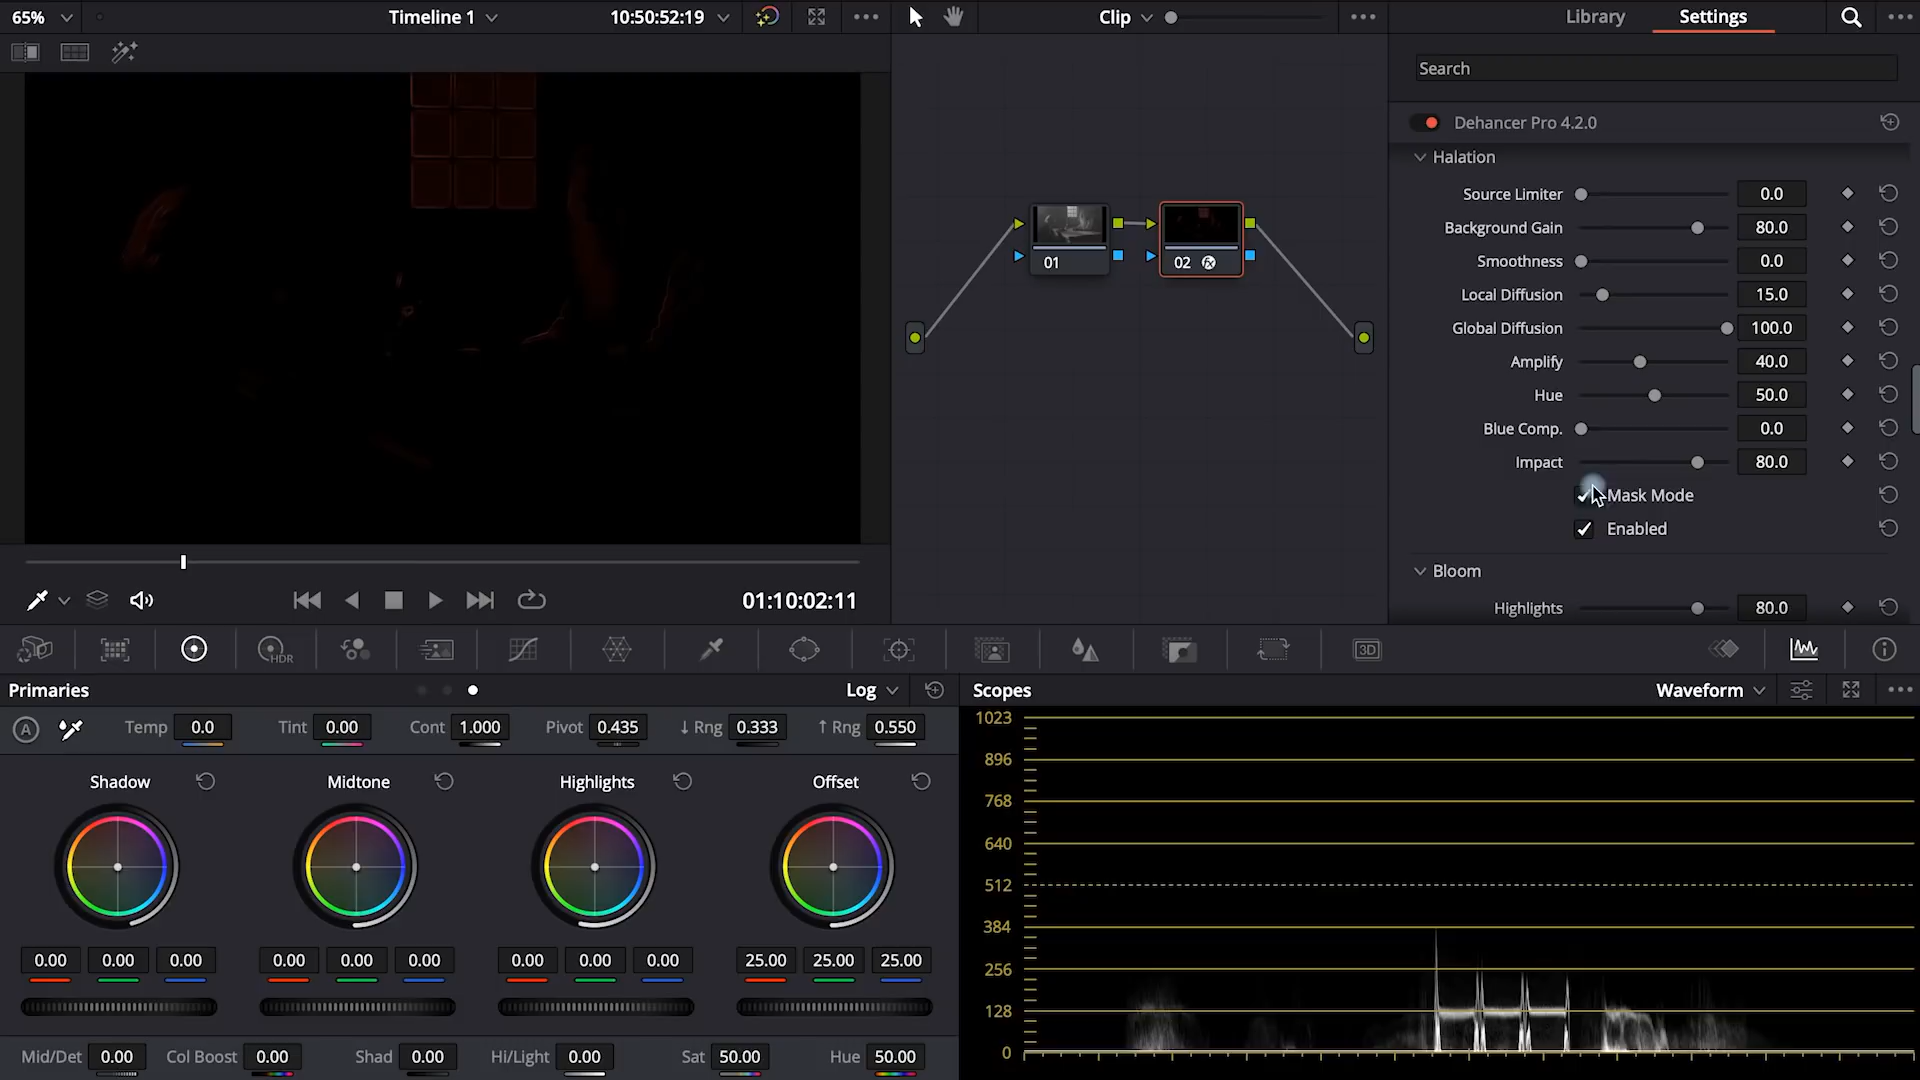 65%
Timeline 1
10:50:52:19
Clip
Library
Settings
Search
Dehancer Pro 4.2.0
Halation
Source Limiter 0.0
Background Gain 80.0
Smoothness 0.0
Local Diffusion 15.0
Global Diffusion 100.0
Amplify 40.0
Hue 50.0
Blue Comp. 0.0
Impact 80.0
Mask Mode
Enabled
Bloom
Highlights 80.0
01
02
01:10:02:11
HDR
3D
Primaries
Log
Scopes
Waveform
A
Temp 0.0 Tint 0.00 Cont 1.000 Pivot 0.435 ↓ Rng 0.333 ↑ Rng 0.550
Shadow
Midtone
Highlights
Offset
0.00 0.00 0.00
0.00 0.00 0.00
0.00 0.00 0.00
25.00 25.00 25.00
Mid/Det 0.00 Col Boost 0.00 Shad 0.00 Hi/Light 0.00 Sat 50.00 Hue 50.00
1023
896
768
640
512
384
256
128
0